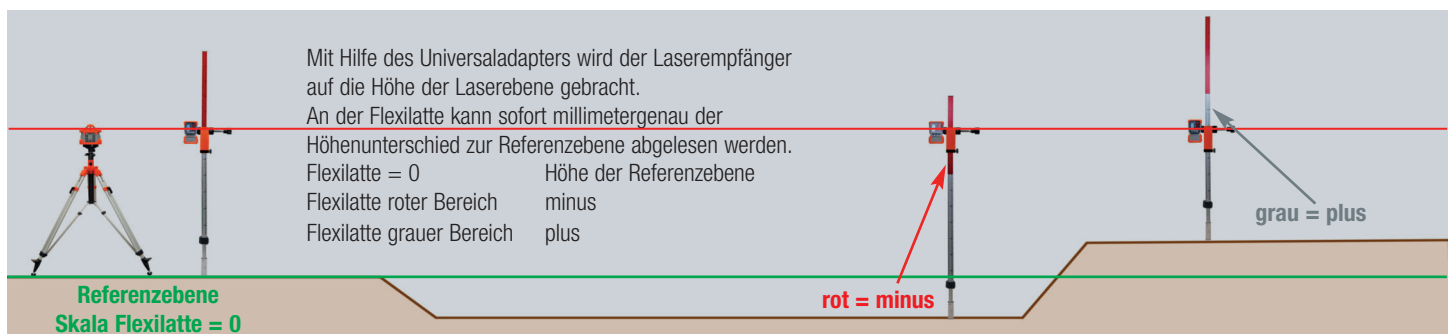 Mit Hilfe des Universaladapters wird der Laserempfänger
auf die Höhe der Laserebene gebracht.
An der Flexilatte kann sofort millimetergenau der
Höhenunterschied zur Referenzebene abgelesen werden.
Flexilatte = 0 Höhe der Referenzebene
Flexilatte roter Bereich minus
Flexilatte grauer Bereich plus
grau = plus
rot = minus
Referenzebene
Skala Flexilatte = 0